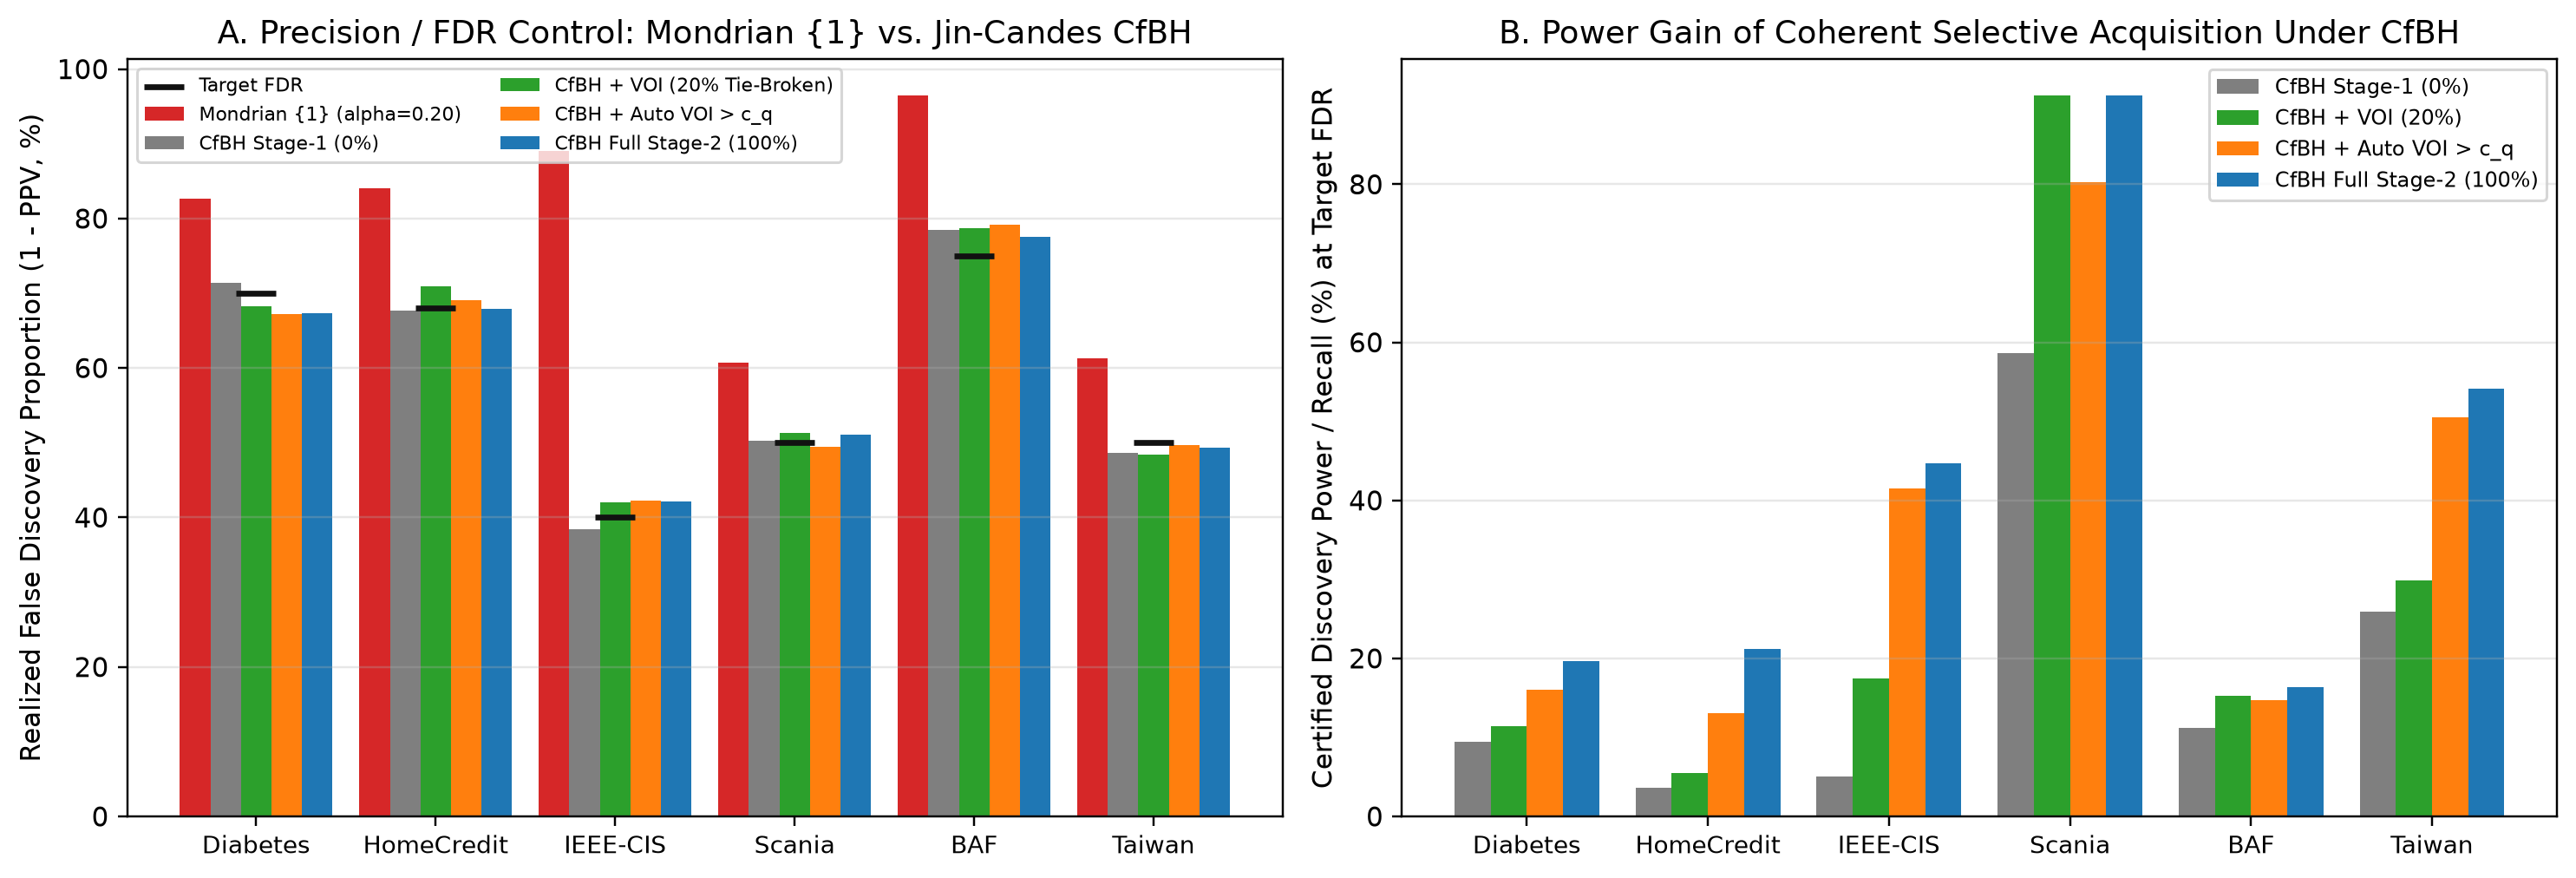 A. Precision / FDR Control: Mondrian {1} vs. Jin-Candes CfBH
Realized False Discovery Proportion (1 - PPV, %)
100
80
60
40
20
0
Target FDR
Mondrian {1} (alpha=0.20)
CfBH Stage-1 (0%)
CfBH + VOI (20% Tie-Broken)
CfBH + Auto VOI > c_q
CfBH Full Stage-2 (100%)
Diabetes
HomeCredit
IEEE-CIS
Scania
BAF
Taiwan
B. Power Gain of Coherent Selective Acquisition Under CfBH
Certified Discovery Power / Recall (%) at Target FDR
80
60
40
20
0
CfBH Stage-1 (0%)
CfBH + VOI (20%)
CfBH + Auto VOI > c_q
CfBH Full Stage-2 (100%)
Diabetes
HomeCredit
IEEE-CIS
Scania
BAF
Taiwan